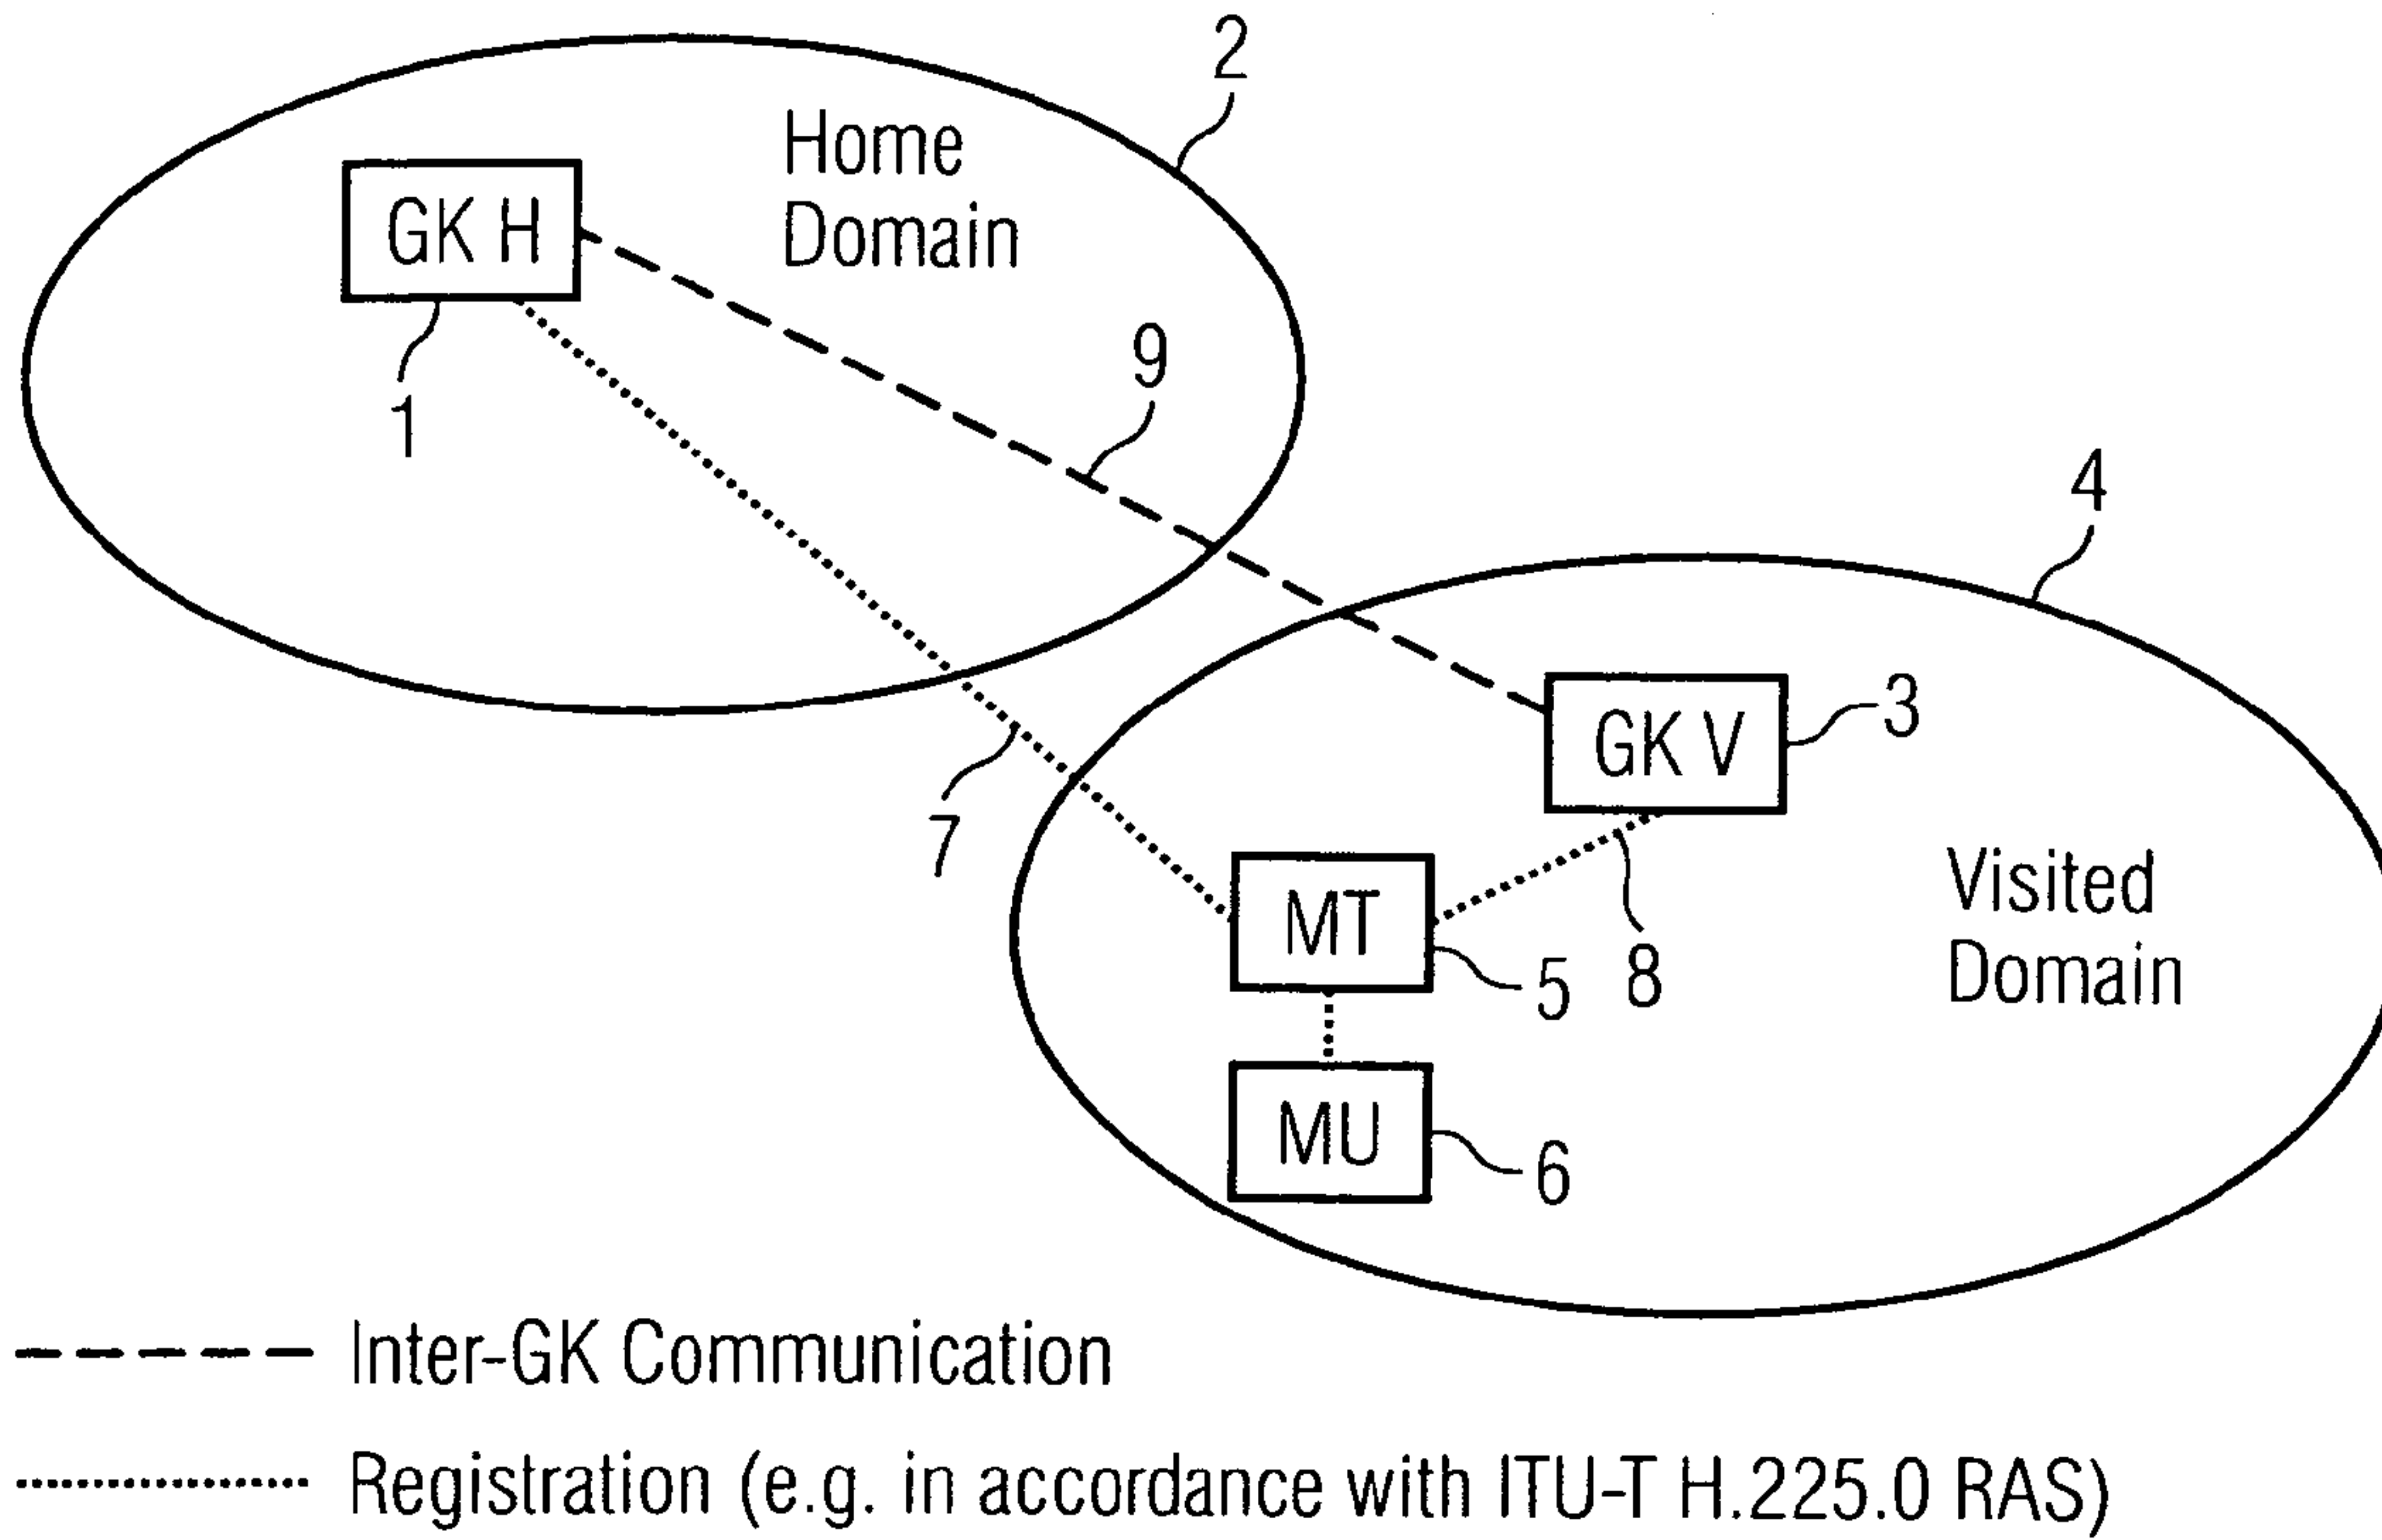 2
Home
Domain
GK H
1
9
4
GK V
3
7
8
Visited
Domain
MT
5
MU
6
Inter-GK Communication
Registration (e.g. in accordance with ITU-T H.225.0 RAS)